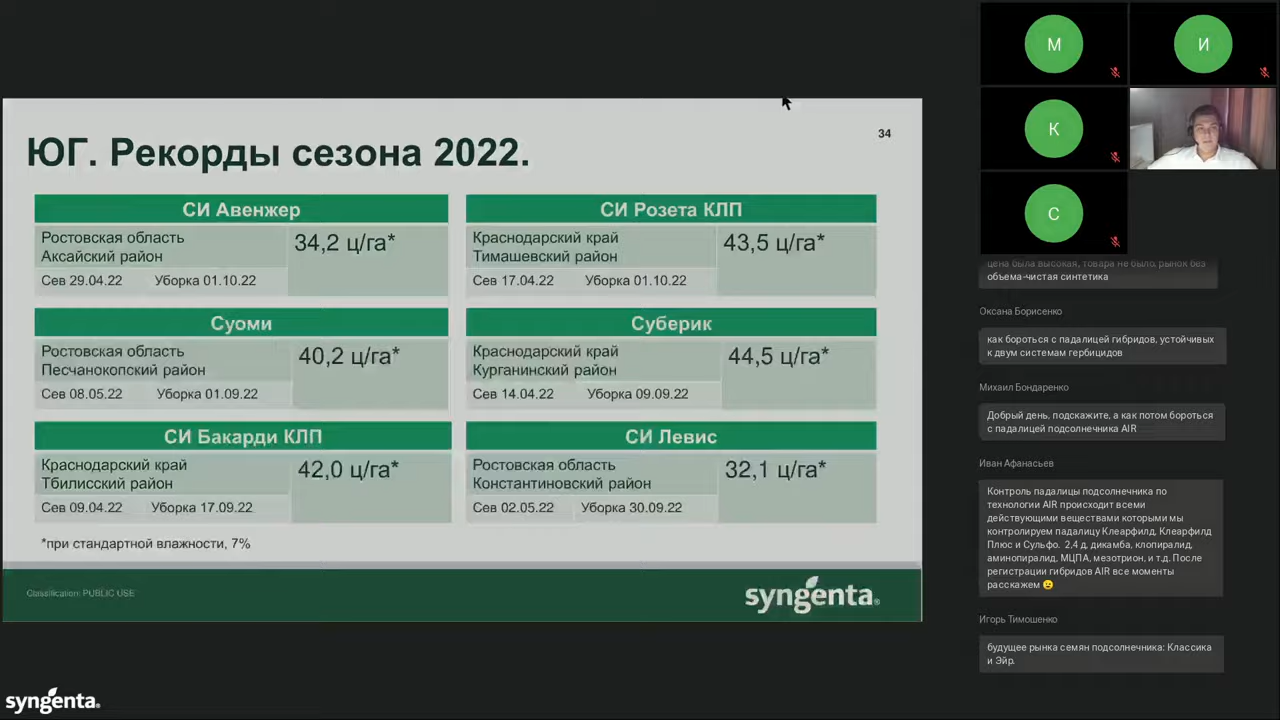 34
ЮГ. Рекорды сезона 2022.
СИ Авенжер
Ростовская область
Аксайский район
34,2 ц/га*
Сев 29.04.22 Уборка 01.10.22
СИ Розета КЛП
Краснодарский край
Тимашевский район
43,5 ц/га*
Сев 17.04.22 Уборка 01.10.22
Суоми
Ростовская область
Песчанокопский район
40,2 ц/га*
Сев 08.05.22 Уборка 01.09.22
Суберик
Краснодарский край
Курганинский район
44,5 ц/га*
Сев 14.04.22 Уборка 09.09.22
СИ Бакарди КЛП
Краснодарский край
Тбилисский район
42,0 ц/га*
Сев 09.04.22 Уборка 17.09.22
СИ Левис
Ростовская область
Константиновский район
32,1 ц/га*
Сев 02.05.22 Уборка 30.09.22
*при стандартной влажности, 7%
Classification: PUBLIC USE
syngenta®
syngenta.
М
И
К
С
цена была высокая, товара не было, рынок без
объема-чистая синтетика
Оксана Борисенко
как бороться с падалицей гибридов, устойчивых
к двум системам гербицидов
Михаил Бондаренко
Добрый день, подскажите, а как потом бороться
с падалицей подсолнечника AIR
Иван Афанасьев
Контроль падалицы подсолнечника по
технологии AIR происходит всеми
действующими веществами которыми мы
контролируем падалицу Клеарфилд, Клеарфилд
Плюс и Сульфо. 2,4 д, дикамба, клопиралид,
аминопиралид, МЦПА, мезотрион, и т.д. После
регистрации гибридов AIR все моменты
расскажем 😉
Игорь Тимошенко
будущее рынка семян подсолнечника: Классика
и Эйр.